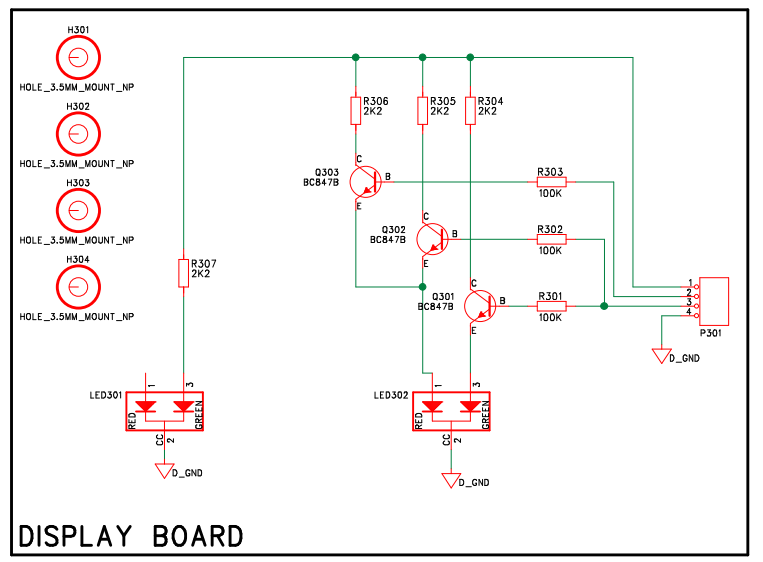 H301
HOLE_3.5MM_MOUNT_NP
H302
HOLE_3.5MM_MOUNT_NP
H303
HOLE_3.5MM_MOUNT_NP
H304
HOLE_3.5MM_MOUNT_NP
R306
2K2
R305
2K2
R304
2K2
Q303
BC847B
C
B
E
R303
100K
Q302
BC847B
C
B
E
R302
100K
R307
2K2
Q301
BC847B
C
B
E
R301
100K
1
2
3
4
P301
D_GND
LED301
1
3
RED
GREEN
CC
2
D_GND
LED302
1
3
RED
GREEN
CC
2
D_GND
DISPLAY BOARD